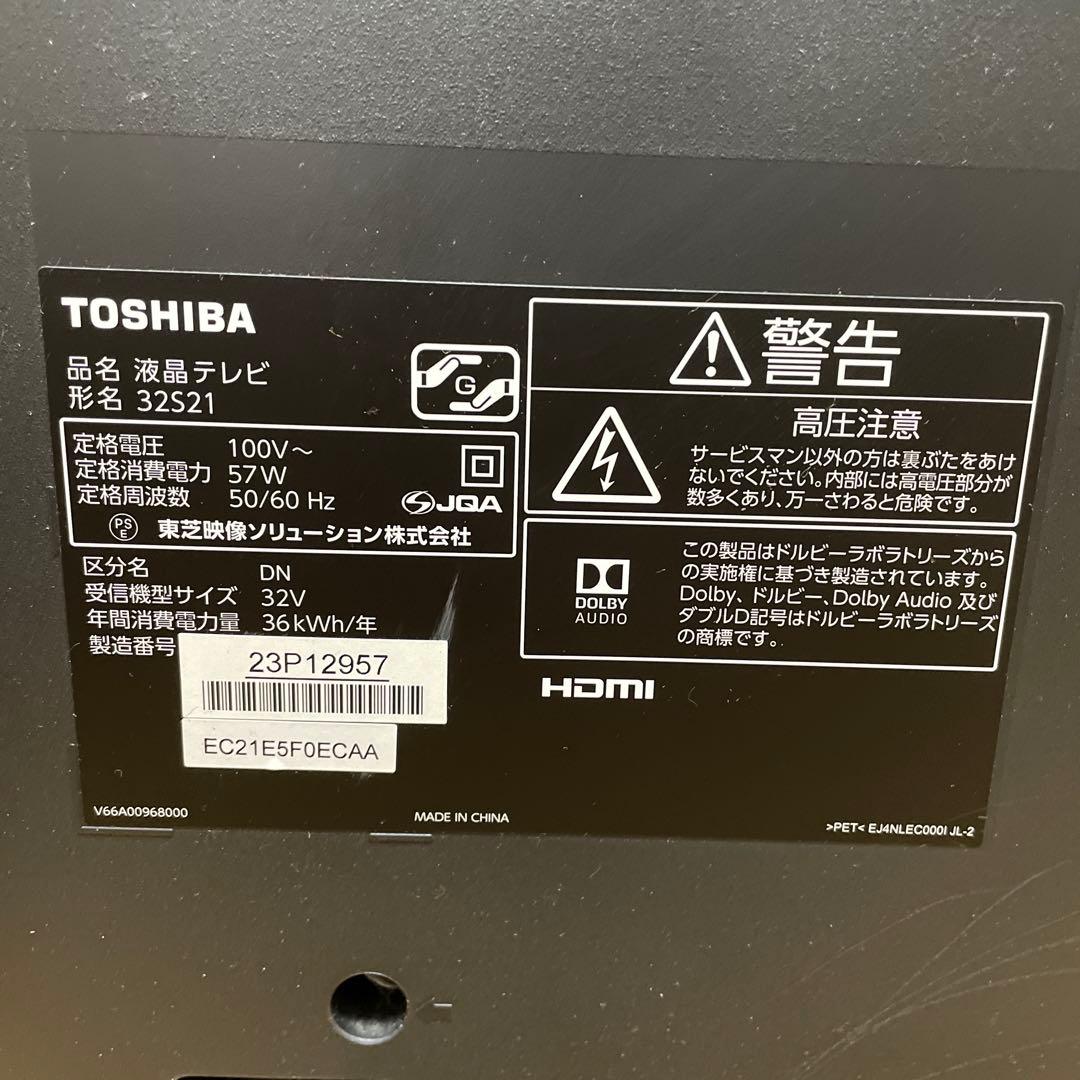 TOSHIBA
品名 液晶テレビ
形名 32S21
G
定格電圧 100V～
定格消費電力 57W
定格周波数 50/60 Hz
JQA
PS
E
東芝映像ソリューション株式会社
区分名 DN
受信機型サイズ 32V
年間消費電力量 36kWh/年
製造番号
23P12957
EC21E5F0ECAA
V66A00968000
MADE IN CHINA
警告
高圧注意
サービスマン以外の方は裏ぶたをあけ
ないでください。内部には高電圧部分が
数多くあり、万一さわると危険です。
DOLBY
AUDIO
この製品はドルビーラボラトリーズから
の実施権に基づき製造されています。
Dolby、ドルビー、Dolby Audio 及び
ダブルD記号はドルビーラボラトリーズ
の商標です。
HDMI
>PET< EJ4NLEC000I JL-2